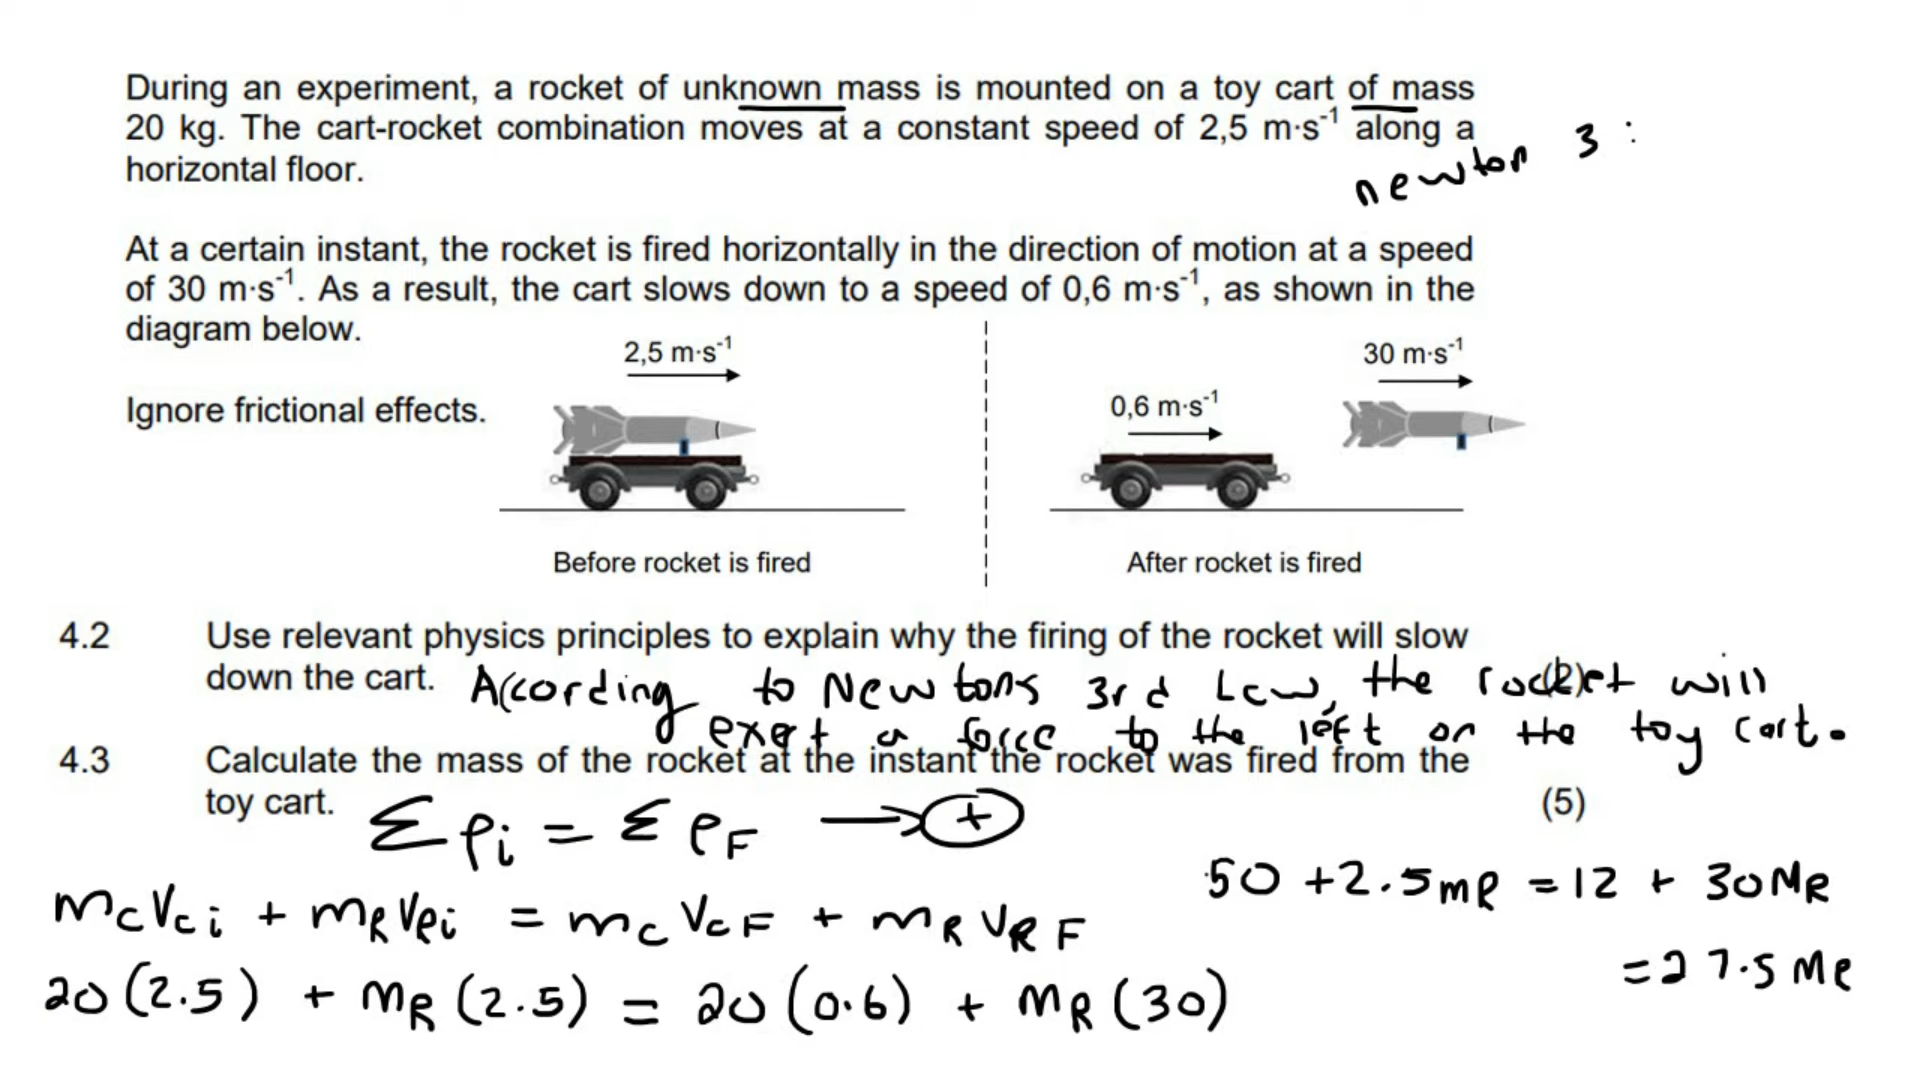 During an experiment, a rocket of unknown mass is mounted on a toy cart of mass
20 kg. The cart-rocket combination moves at a constant speed of 2,5 m·s⁻¹ along a
horizontal floor.
newton 3 :
At a certain instant, the rocket is fired horizontally in the direction of motion at a speed
of 30 m·s⁻¹. As a result, the cart slows down to a speed of 0,6 m·s⁻¹, as shown in the
diagram below.
Ignore frictional effects.
2,5 m·s⁻¹
0,6 m·s⁻¹
30 m·s⁻¹
Before rocket is fired
After rocket is fired
4.2 Use relevant physics principles to explain why the firing of the rocket will slow
down the cart. (2)
According to Newtons 3rd Law, the rocket will
exert a force to the left on the toy cart.
4.3 Calculate the mass of the rocket at the instant the rocket was fired from the
toy cart. (5)
Σpi = ΣpF → +
mcVci + mRVRi = mcVcF + mRVRF
20(2.5) + mR(2.5) = 20(0.6) + mR(30)
50 + 2.5mR = 12 + 30MR
= 27.5 MR